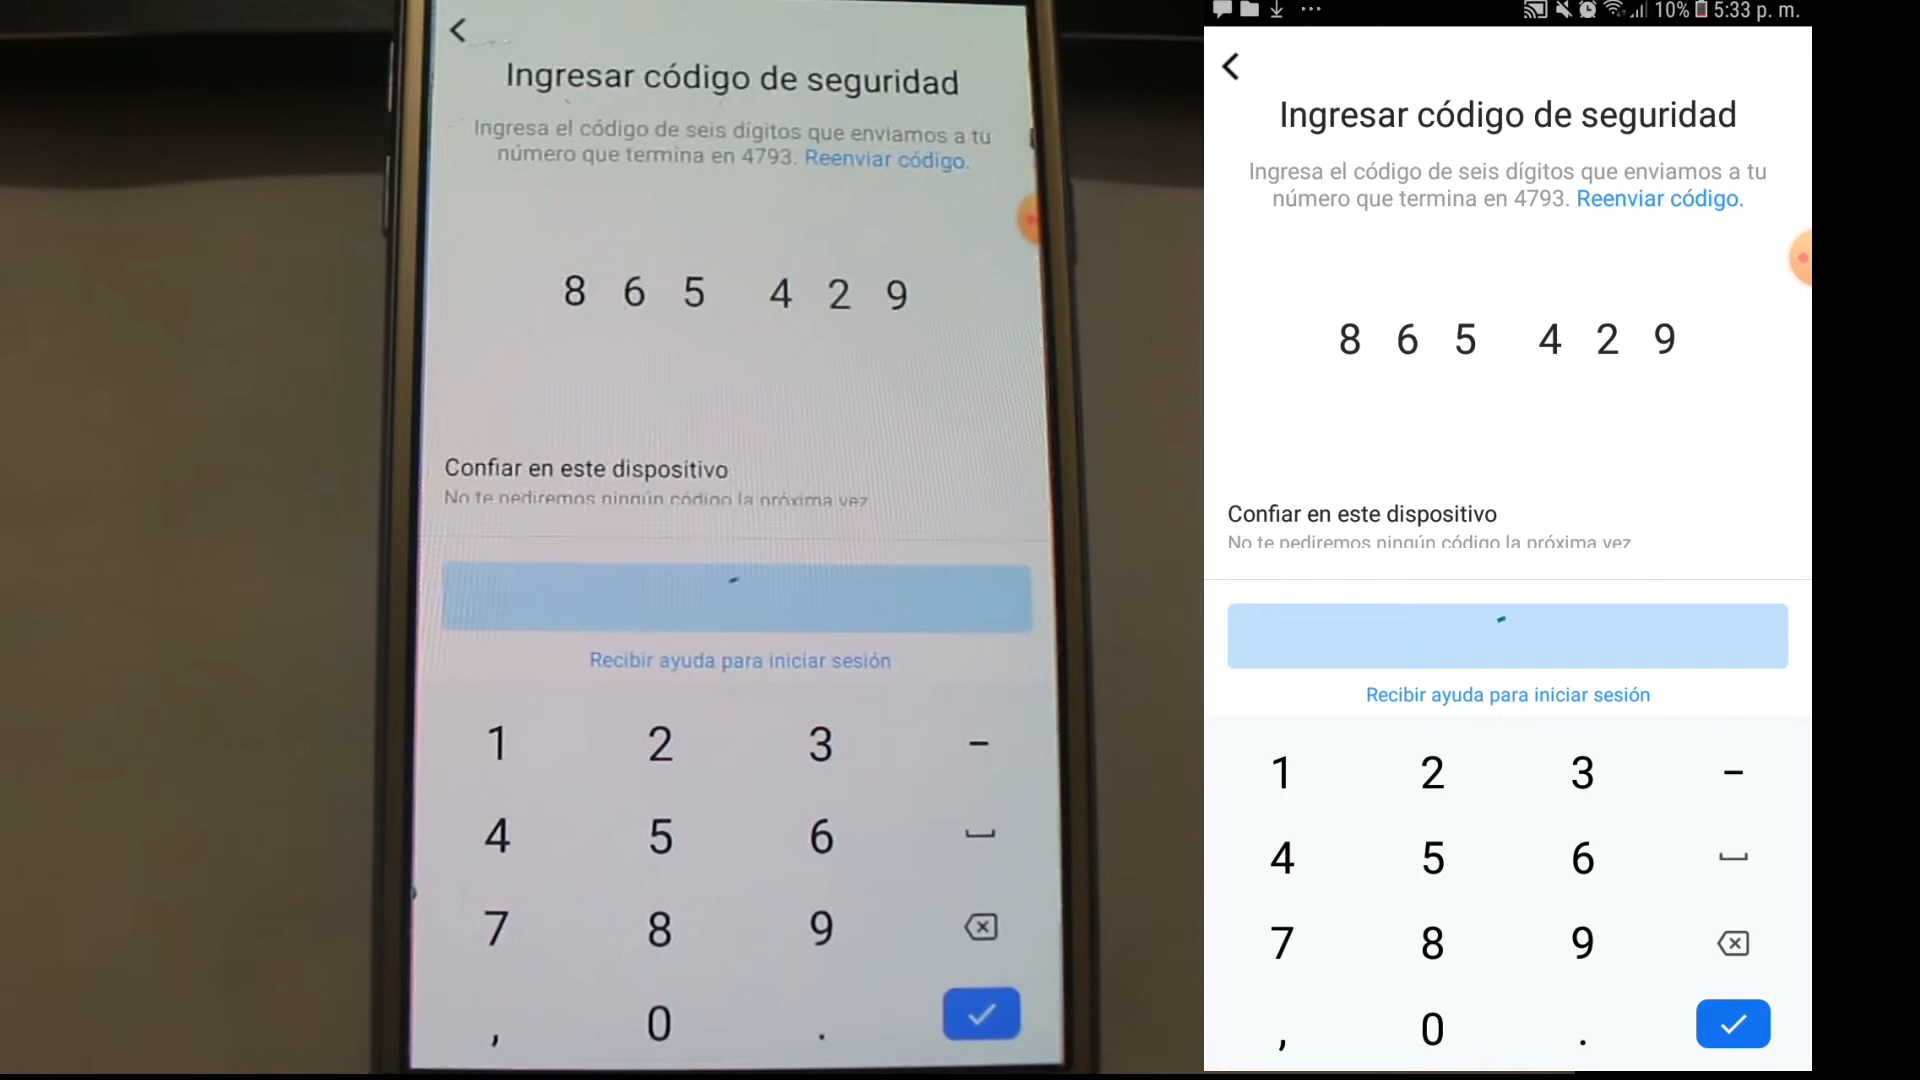 Ingresar código de seguridad
Ingresa el código de seis dígitos que enviamos a tu
número que termina en 4793. Reenviar código.
8 6 5 4 2 9
Confiar en este dispositivo
No te pediremos ningún código la próxima vez
Recibir ayuda para iniciar sesión
1 2 3 -
4 5 6
7 8 9
, 0 .
10% 5:33 p. m.
Ingresar código de seguridad
Ingresa el código de seis dígitos que enviamos a tu
número que termina en 4793. Reenviar código.
8 6 5 4 2 9
Confiar en este dispositivo
No te pediremos ningún código la próxima vez
Recibir ayuda para iniciar sesión
1 2 3 -
4 5 6
7 8 9
, 0 .